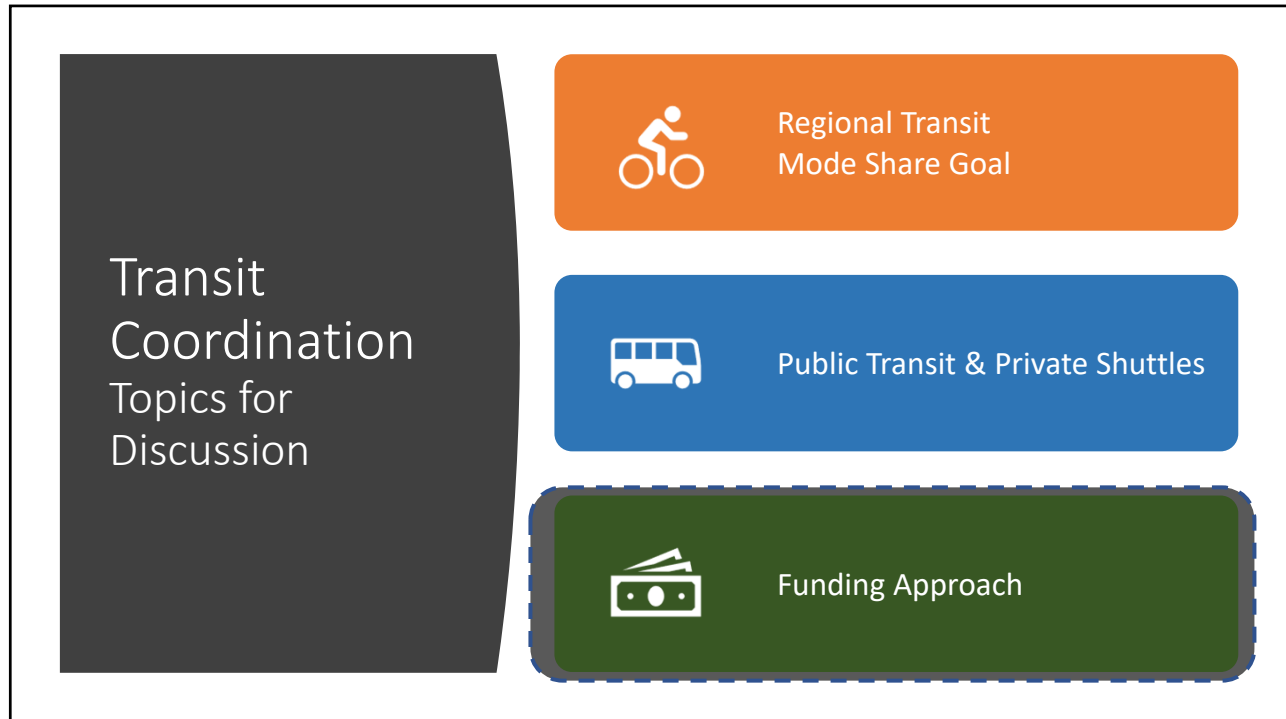 Transit
Coordination
Topics for
Discussion
Regional Transit
Mode Share Goal
Public Transit & Private Shuttles
Funding Approach